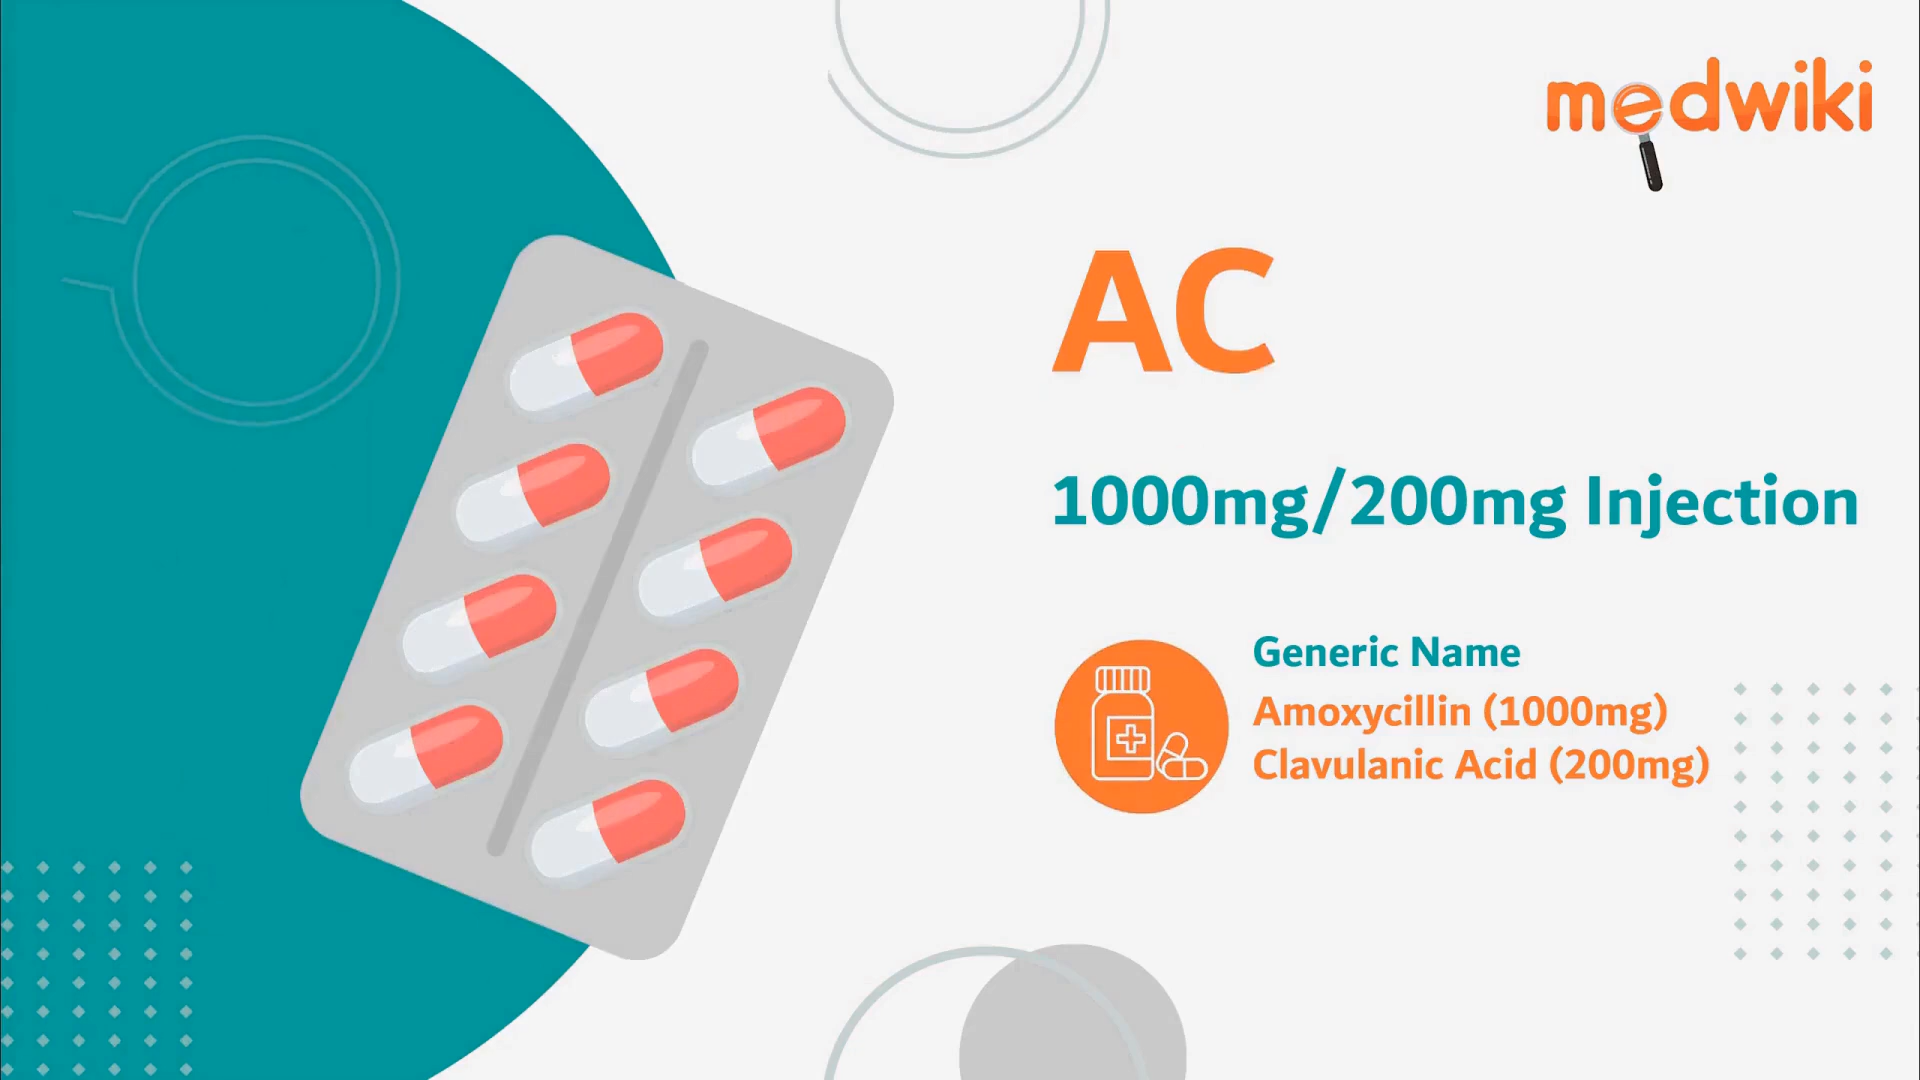 medwiki
AC
1000mg/200mg Injection
Generic Name
Amoxycillin (1000mg)
Clavulanic Acid (200mg)